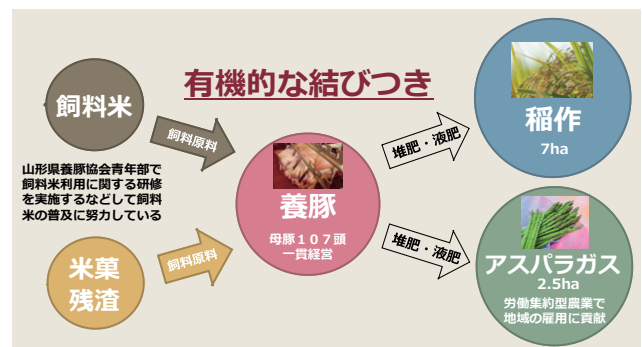 有機的な結びつき
飼料米
飼料原料
山形県養豚協会青年部で
飼料米利用に関する研修
を実施するなどして飼料
米の普及に努力している
米菓
残渣
飼料原料
養豚
母豚１０７頭
一貫経営
堆肥・液肥
稲作
7ha
堆肥・液肥
アスパラガス
2.5ha
労働集約型農業で
地域の雇用に貢献